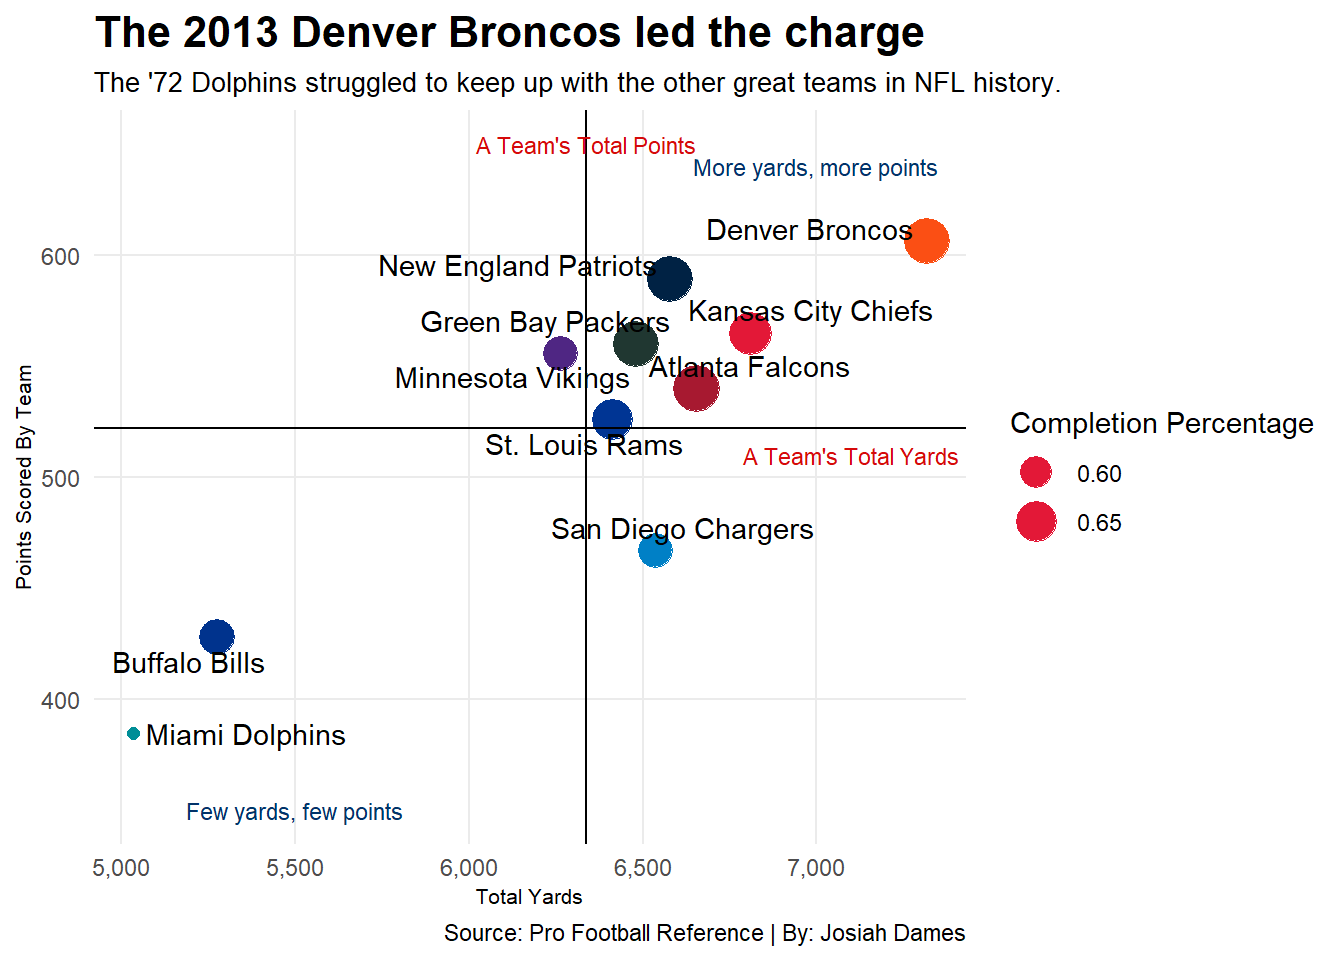 The 2013 Denver Broncos led the charge
The '72 Dolphins struggled to keep up with the other great teams in NFL history.
A Team's Total Points
More yards, more points
Denver Broncos
600
New England Patriots
Kansas City Chiefs
Green Bay Packers
Atlanta Falcons
Minnesota Vikings
Points Scored By Team
Completion Percentage
St. Louis Rams
A Team's Total Yards
0.60
500
0.65
San Diego Chargers
Buffalo Bills
400
Miami Dolphins
Few yards, few points
5,000
5,500
6,000
6,500
7,000
Total Yards
Source: Pro Football Reference | By: Josiah Dames